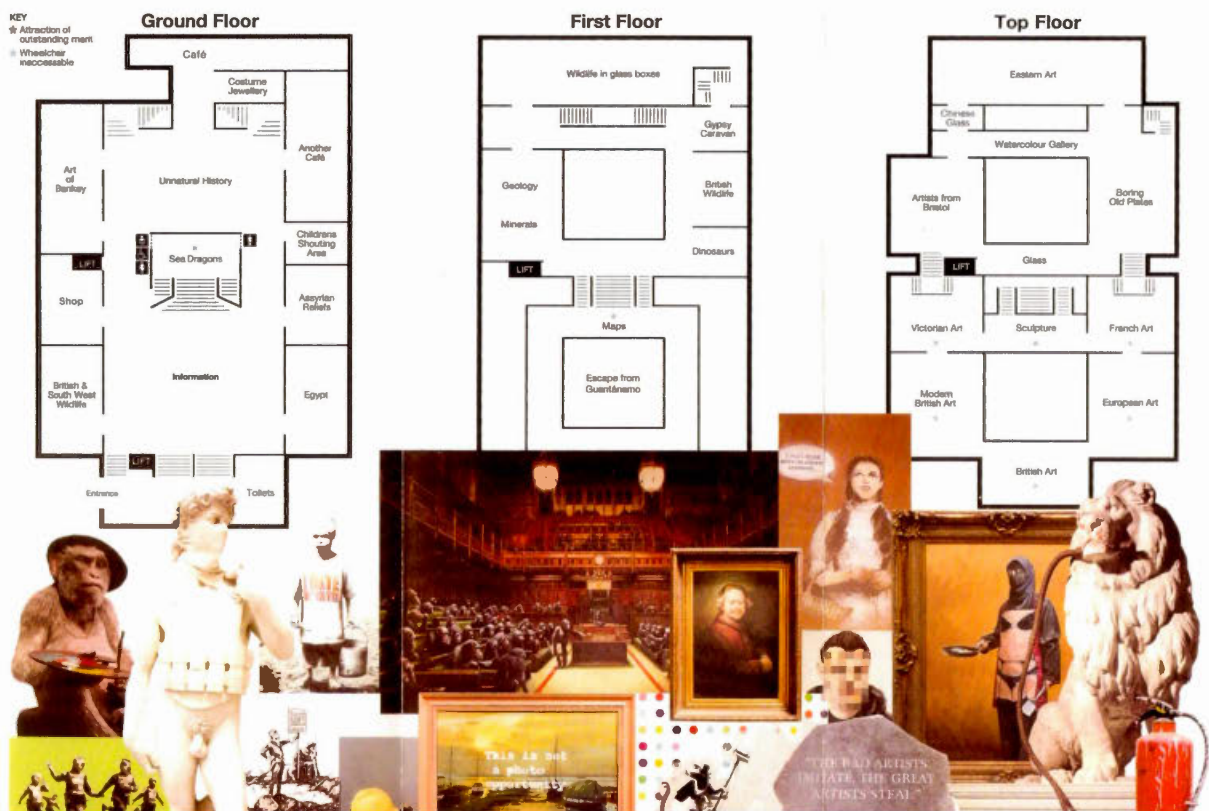 KEY
Attraction of
outstanding merit
Wheelchair
inaccessable
Ground Floor
Café
Costume
Jewellery
Another
Café
Art
of
Banksy
Unnatural History
Sea Dragons
Childrens
Shouting
Area
LIFT
Shop
Assyrian
Reliefs
Information
British &
South West
Wildlife
Egypt
LIFT
Entrance
Toilets
First Floor
Wildlife in glass boxes
Gypsy
Caravan
Geology
Minerals
British
Wildlife
Dinosaurs
LIFT
Maps
Escape from
Guantánamo
Top Floor
Eastern Art
Chinese
Glass
Watercolour Gallery
Artists from
Bristol
Boring
Old Plates
Glass
LIFT
Victorian Art
Sculpture
French Art
Modern
British Art
European Art
British Art
This is not
a photo
opportunity
"THE BAD ARTISTS
IMITATE, THE GREAT
ARTISTS STEAL"